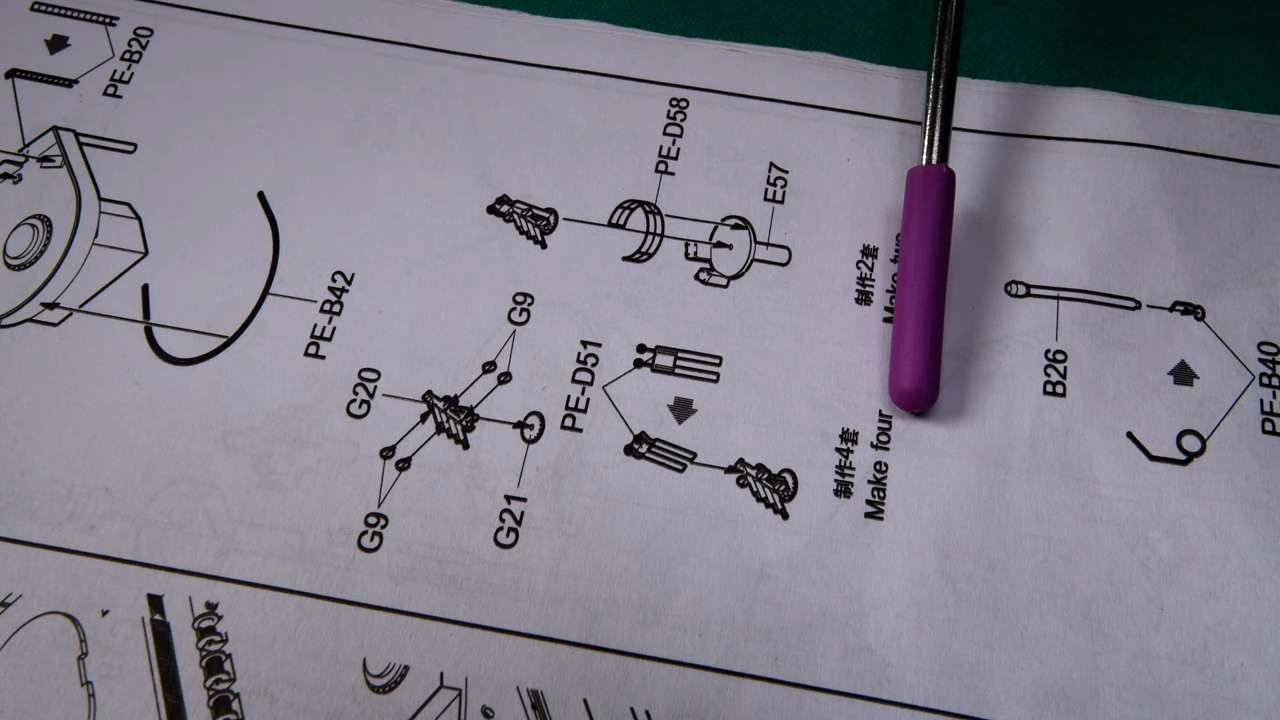 PE-B20
PE-B42
PE-D58
E57
G9
G20
G9
G21
PE-D51
制作2套
制作4套
Make four
B26
PE-B40